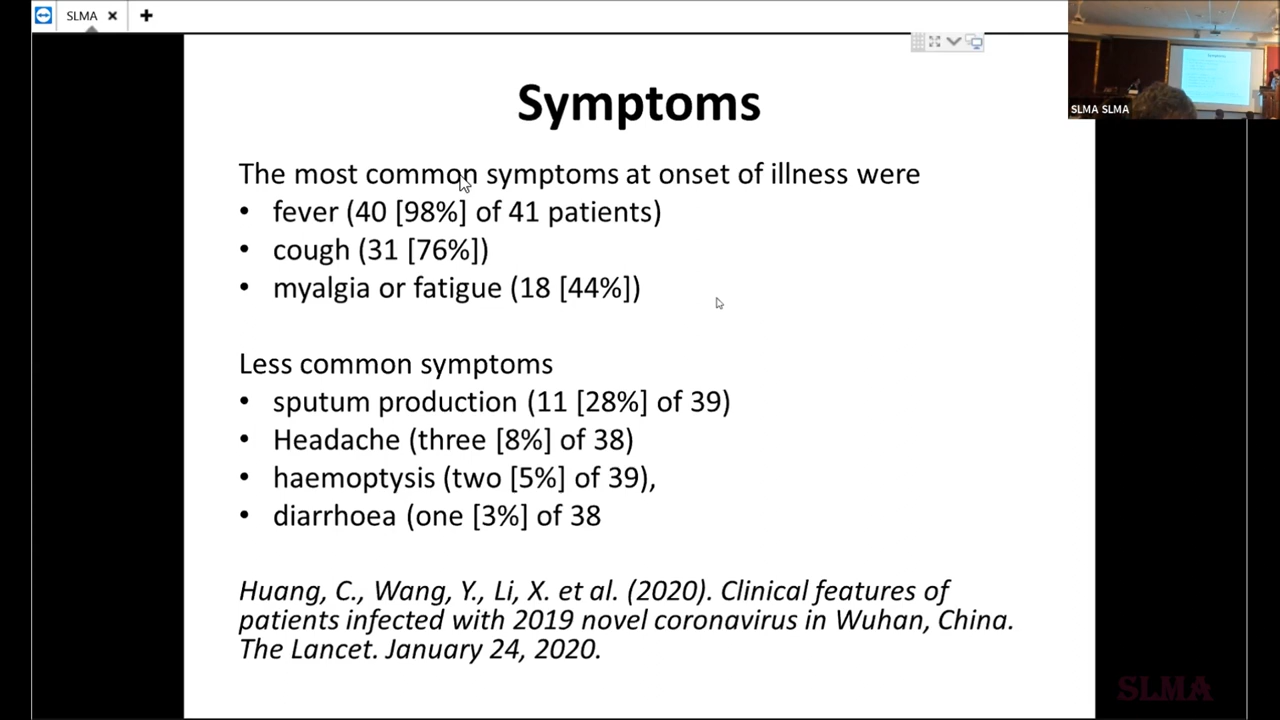 SLMA
SLMA SLMA
Symptoms
The most common symptoms at onset of illness were
• fever (40 [98%] of 41 patients)
• cough (31 [76%])
• myalgia or fatigue (18 [44%])
Less common symptoms
• sputum production (11 [28%] of 39)
• Headache (three [8%] of 38)
• haemoptysis (two [5%] of 39),
• diarrhoea (one [3%] of 38
Huang, C., Wang, Y., Li, X. et al. (2020). Clinical features of
patients infected with 2019 novel coronavirus in Wuhan, China.
The Lancet. January 24, 2020.
SLMA